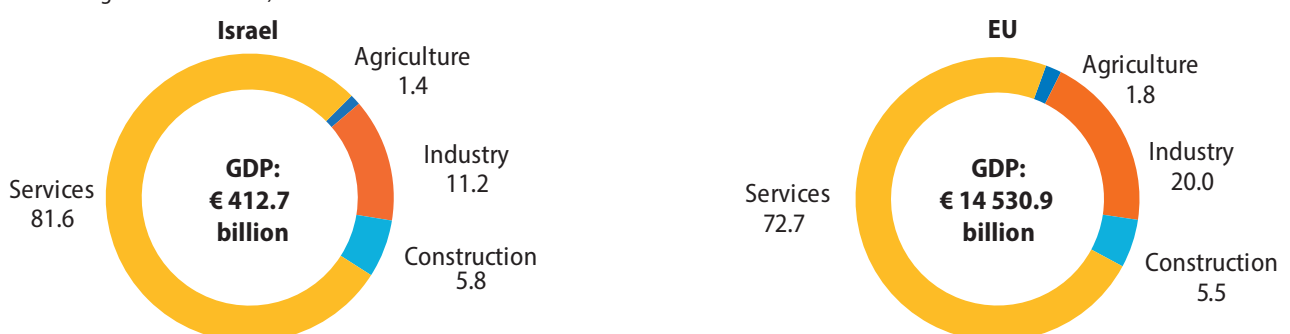 Israel
Agriculture
1.4
Industry
11.2
Construction
5.8
Services
81.6
GDP:
€ 412.7
billion
EU
Agriculture
1.8
Industry
20.0
Construction
5.5
Services
72.7
GDP:
€ 14 530.9
billion